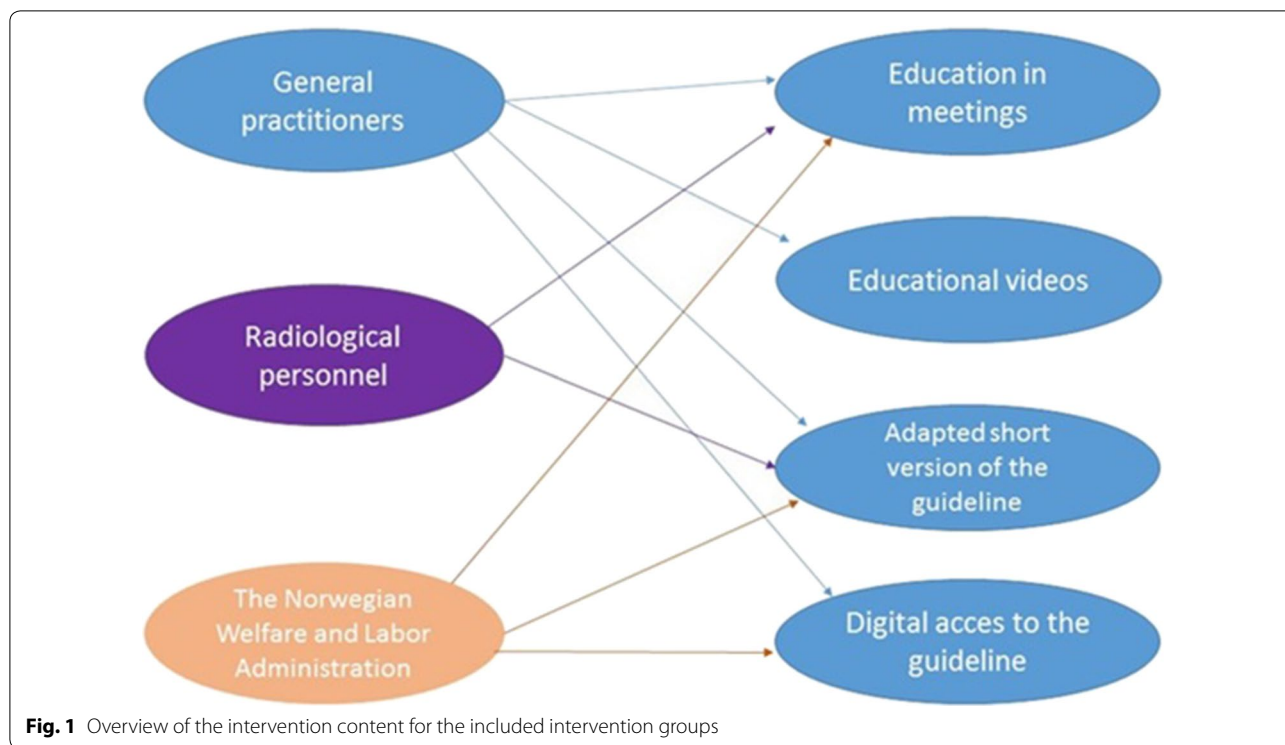 General
practitioners
Radiological
personnel
The Norwegian
Welfare and Labor
Administration
Education in
meetings
Educational videos
Adapted short
version of the
guideline
Digital acces to the
guideline
Fig. 1 Overview of the intervention content for the included intervention groups